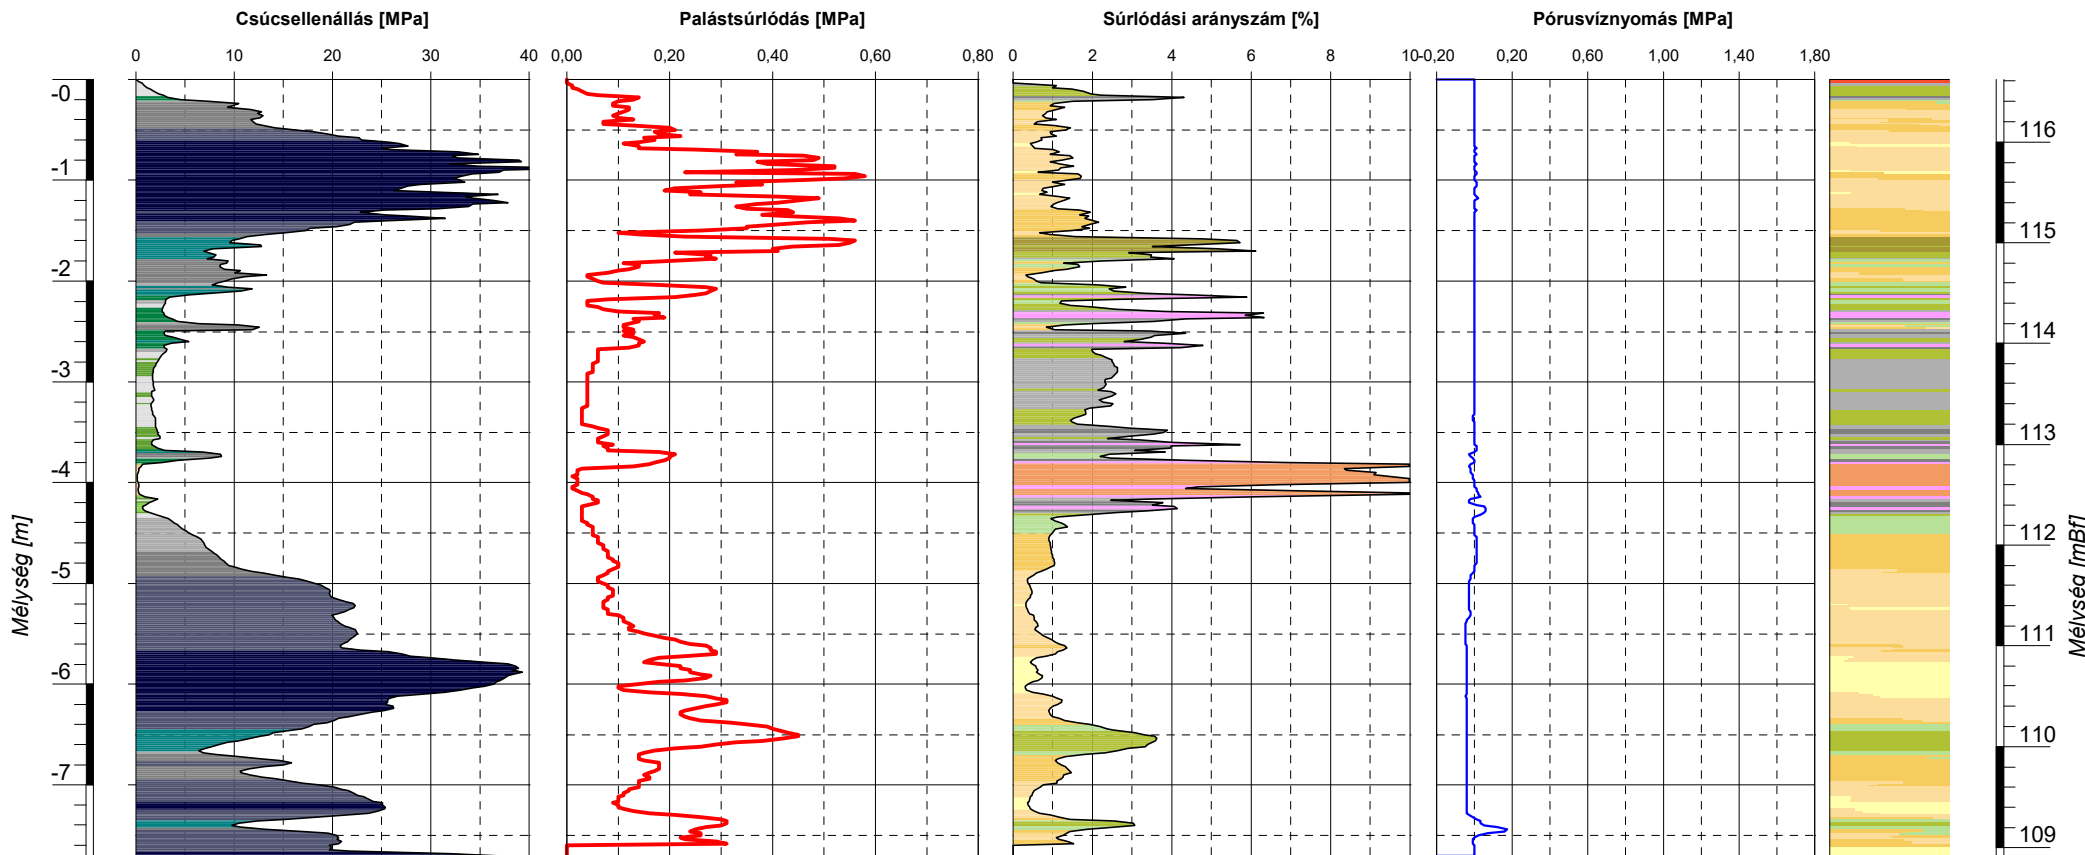 Csúcsellenállás [MPa]
Palástsúrlódás [MPa]
Súrlódási arányszám [%]
Pórusvíznyomás [MPa]
0 10 20 30 40
0,00 0,20 0,40 0,60 0,80
0 2 4 6 8 10
-0,20 0,20 0,60 1,00 1,40 1,80
-0
-1
-2
-3
-4
-5
-6
-7
Mélység [m]
116
115
114
113
112
111
110
109
Mélység [mBf]